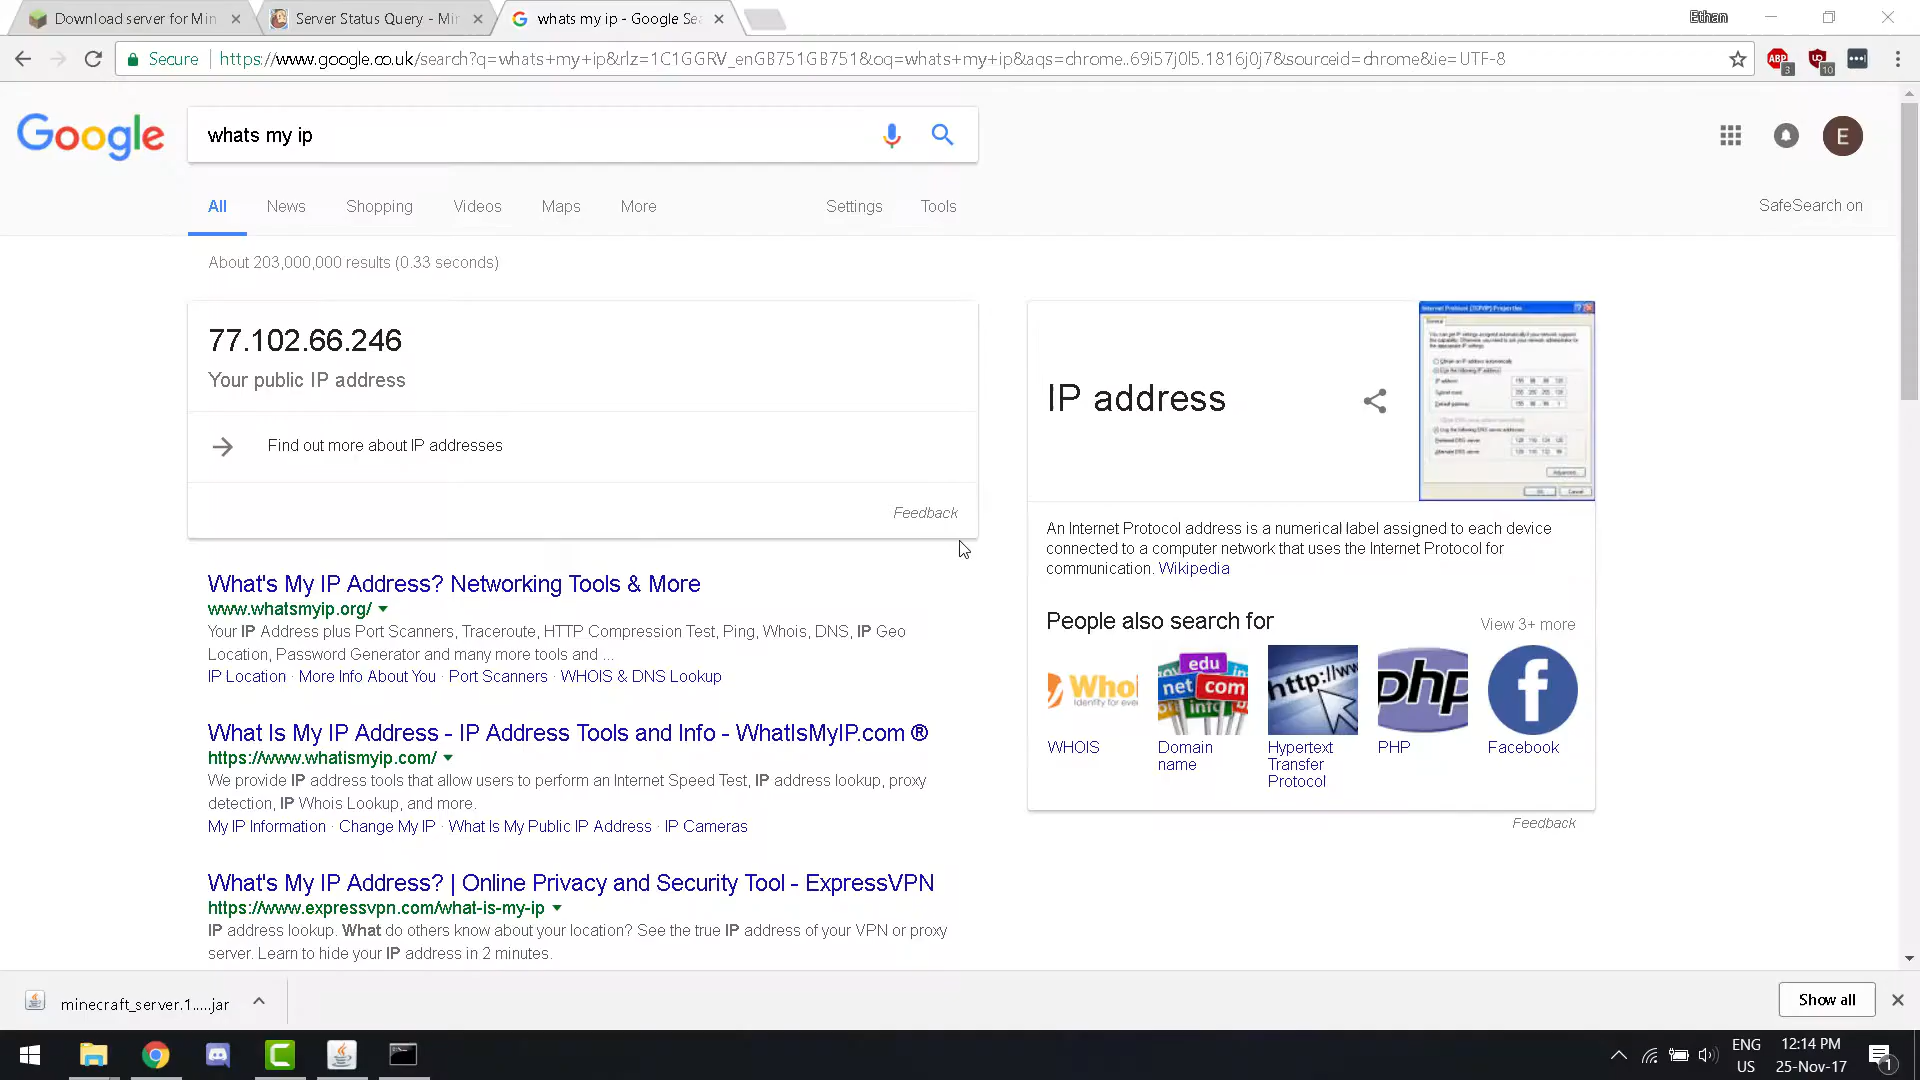 Download server for Min
Server Status Query - Mi
whats my ip - Google Se
Ethan
Secure
https://www.google.co.uk/search?q=whats+my+ip&rlz=1C1GGRV_enGB751GB751&oq=whats+my+ip&aqs=chrome..69i57j0l5.1816j0j7&sourceid=chrome&ie=UTF-8
ABP
3
10
Google
whats my ip
E
All
News
Shopping
Videos
Maps
More
Settings
Tools
SafeSearch on
About 203,000,000 results (0.33 seconds)
77.102.66.246
Your public IP address
Find out more about IP addresses
Feedback
What's My IP Address? Networking Tools & More
www.whatsmyip.org/
Your IP Address plus Port Scanners, Traceroute, HTTP Compression Test, Ping, Whois, DNS, IP Geo
Location, Password Generator and many more tools and ...
IP Location · More Info About You · Port Scanners · WHOIS & DNS Lookup
What Is My IP Address - IP Address Tools and Info - WhatIsMyIP.com ®
https://www.whatismyip.com/
We provide IP address tools that allow users to perform an Internet Speed Test, IP address lookup, proxy
detection, IP Whois Lookup, and more.
My IP Information · Change My IP · What Is My Public IP Address · IP Cameras
What's My IP Address? | Online Privacy and Security Tool - ExpressVPN
https://www.expressvpn.com/what-is-my-ip
IP address lookup. What do others know about your location? See the true IP address of your VPN or proxy
server. Learn to hide your IP address in 2 minutes.
IP address
An Internet Protocol address is a numerical label assigned to each device
connected to a computer network that uses the Internet Protocol for
communication. Wikipedia
People also search for
View 3+ more
Whoi
edu
net
com
info
http://ww
php
f
WHOIS
Domain
name
Hypertext
Transfer
Protocol
PHP
Facebook
Feedback
minecraft_server.1.....jar
Show all
ENG
US
12:14 PM
25-Nov-17
1